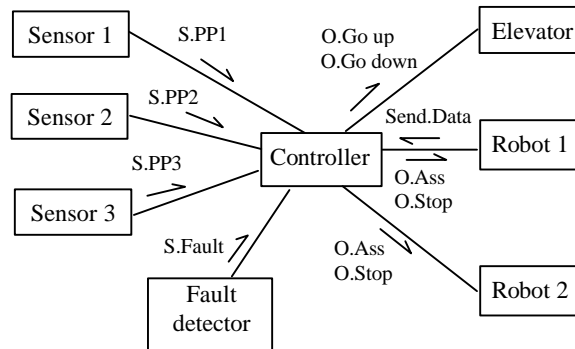 Sensor 1
S.PP1
O.Go up
O.Go down
Elevator
Sensor 2
S.PP2
Send.Data
Controller
Robot 1
S.PP3
O.Ass
O.Stop
Sensor 3
S.Fault
O.Ass
O.Stop
Robot 2
Fault
detector